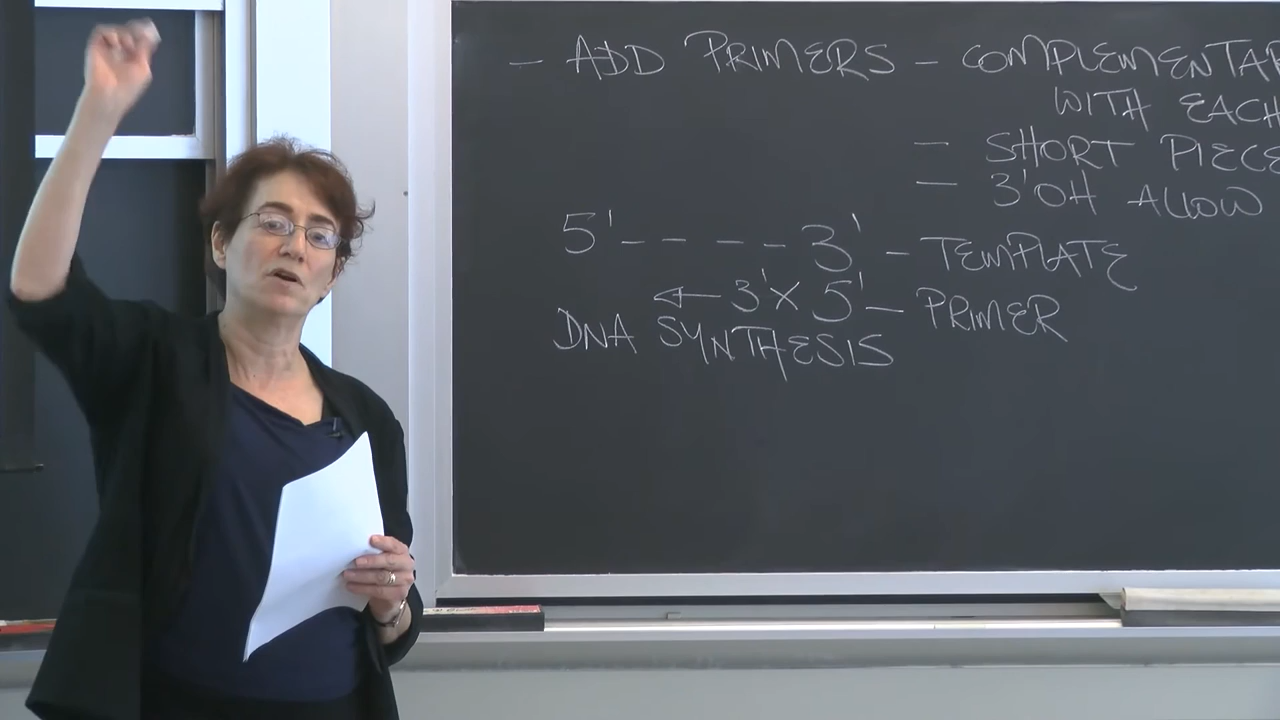 - ADD PRIMERS - COMPLEMENTAR
WITH EACH
- SHORT PIECE
- 3'OH ALLOW
5'- - - - - 3' - TEMPLATE
← 3'X 5' - PRIMER
DNA SYNTHESIS